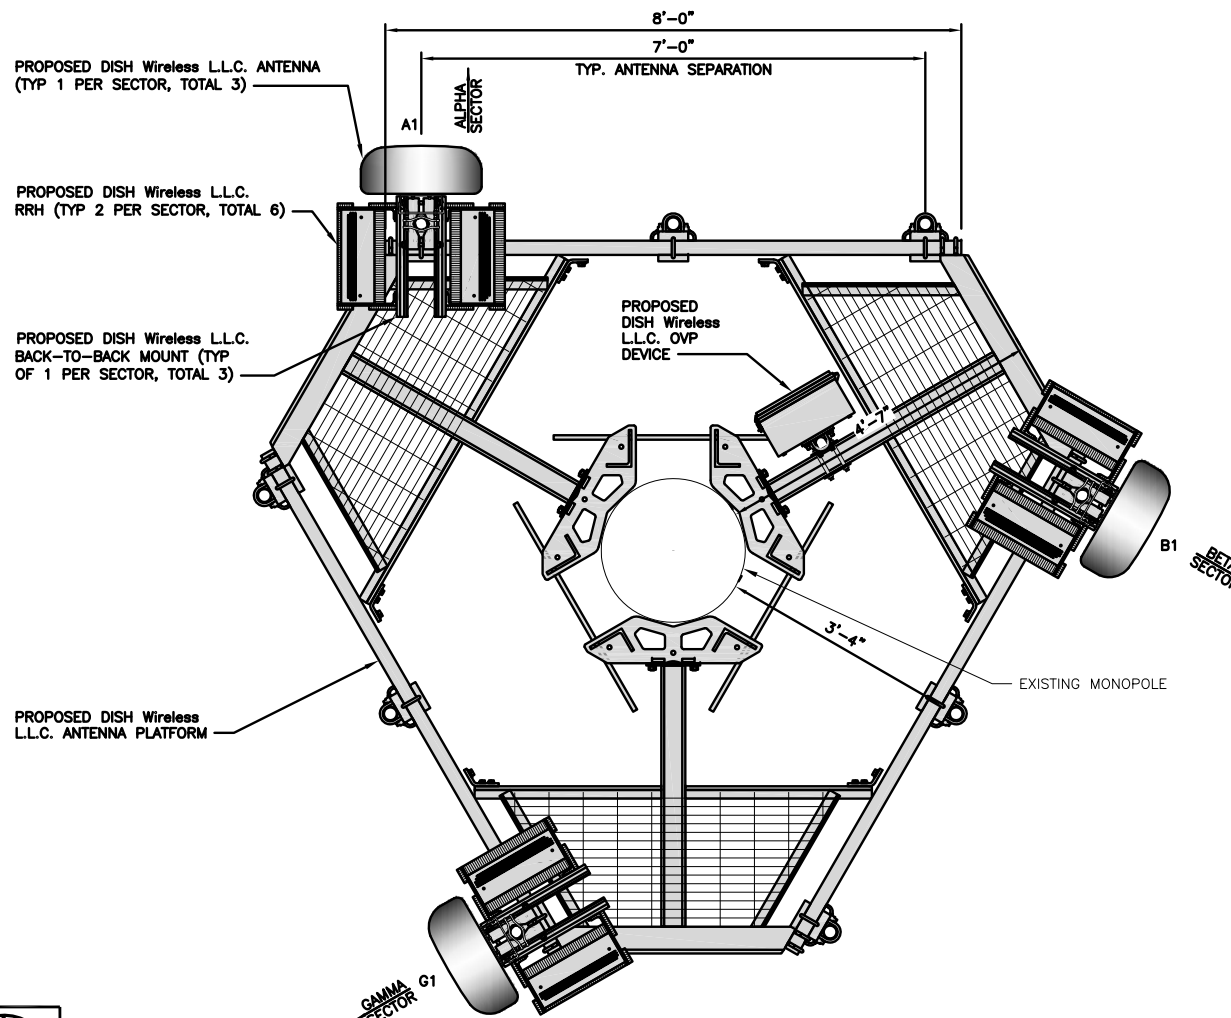 8'-0"
7'-0"
TYP. ANTENNA SEPARATION
PROPOSED DISH Wireless L.L.C. ANTENNA
(TYP 1 PER SECTOR, TOTAL 3)
ALPHA
SECTOR
A1
PROPOSED DISH Wireless L.L.C.
RRH (TYP 2 PER SECTOR, TOTAL 6)
PROPOSED
DISH Wireless
L.L.C. OVP
DEVICE
PROPOSED DISH Wireless L.L.C.
BACK-TO-BACK MOUNT (TYP
OF 1 PER SECTOR, TOTAL 3)
4'-7"
B1
BETA
SECTOR
3'-4"
EXISTING MONOPOLE
PROPOSED DISH Wireless
L.L.C. ANTENNA PLATFORM
G1
GAMMA
SECTOR